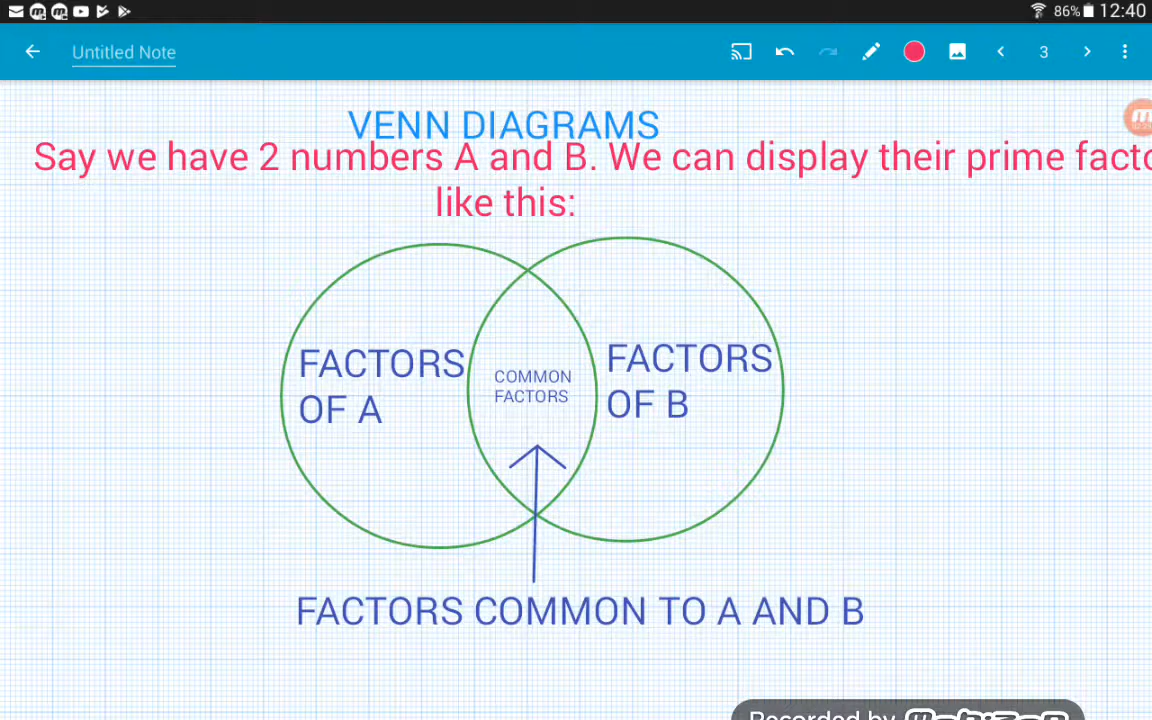 86% 12:40
Untitled Note
3
VENN DIAGRAMS
Say we have 2 numbers A and B. We can display their prime facto
like this:
FACTORS
OF A
COMMON
FACTORS
FACTORS
OF B
FACTORS COMMON TO A AND B
Recorded by